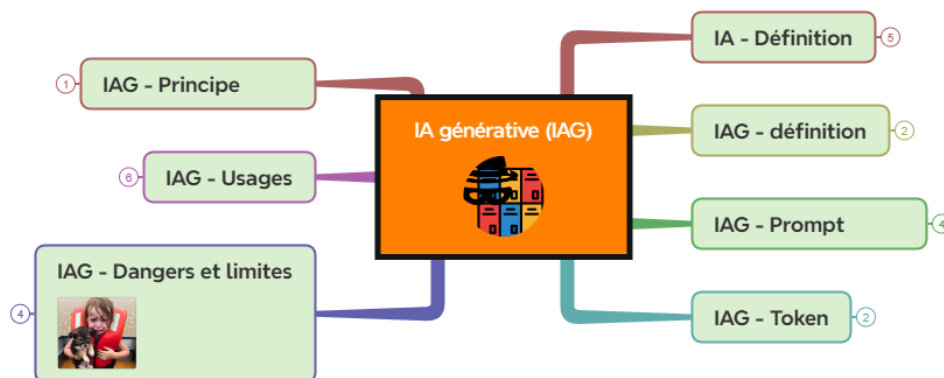 IA générative (IAG)
IA - Définition
5
IAG - définition
2
IAG - Prompt
4
IAG - Token
2
IAG - Principe
1
IAG - Usages
6
IAG - Dangers et limites
4